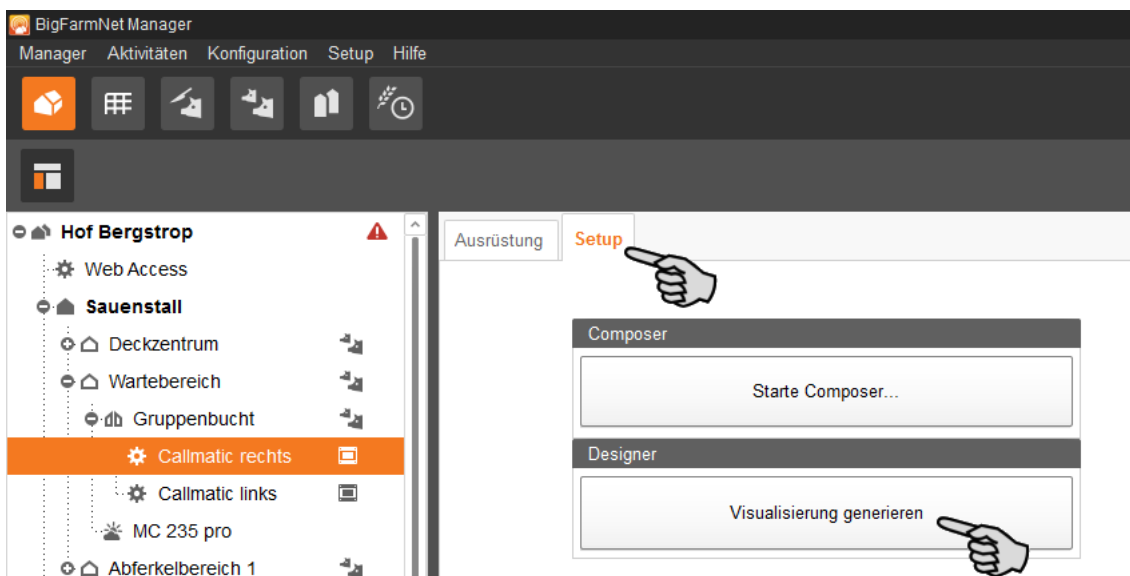 BigFarmNet Manager
Manager Aktivitäten Konfiguration Setup Hilfe
Hof Bergstrop
Web Access
Sauenstall
Deckzentrum
Wartebereich
Gruppenbucht
Callmatic rechts
Callmatic links
MC 235 pro
Abferkelbereich 1
Ausrüstung Setup
Composer
Starte Composer...
Designer
Visualisierung generieren